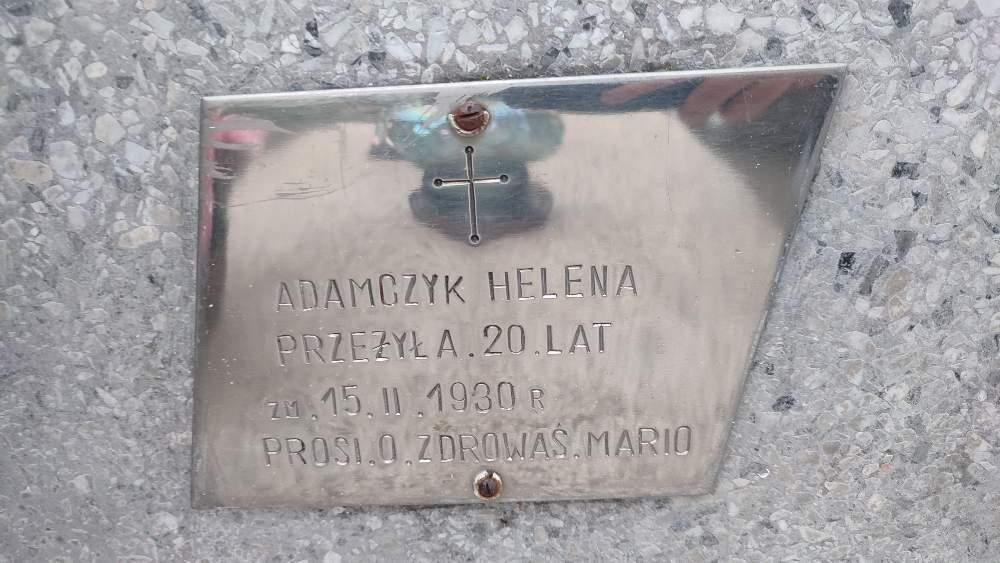 ADAMCZYK HELENA
PRZEŻYŁA.20.LAT
ZM.15.II.1930 R
PROSI.O.ZDROWAŚ.MARIO